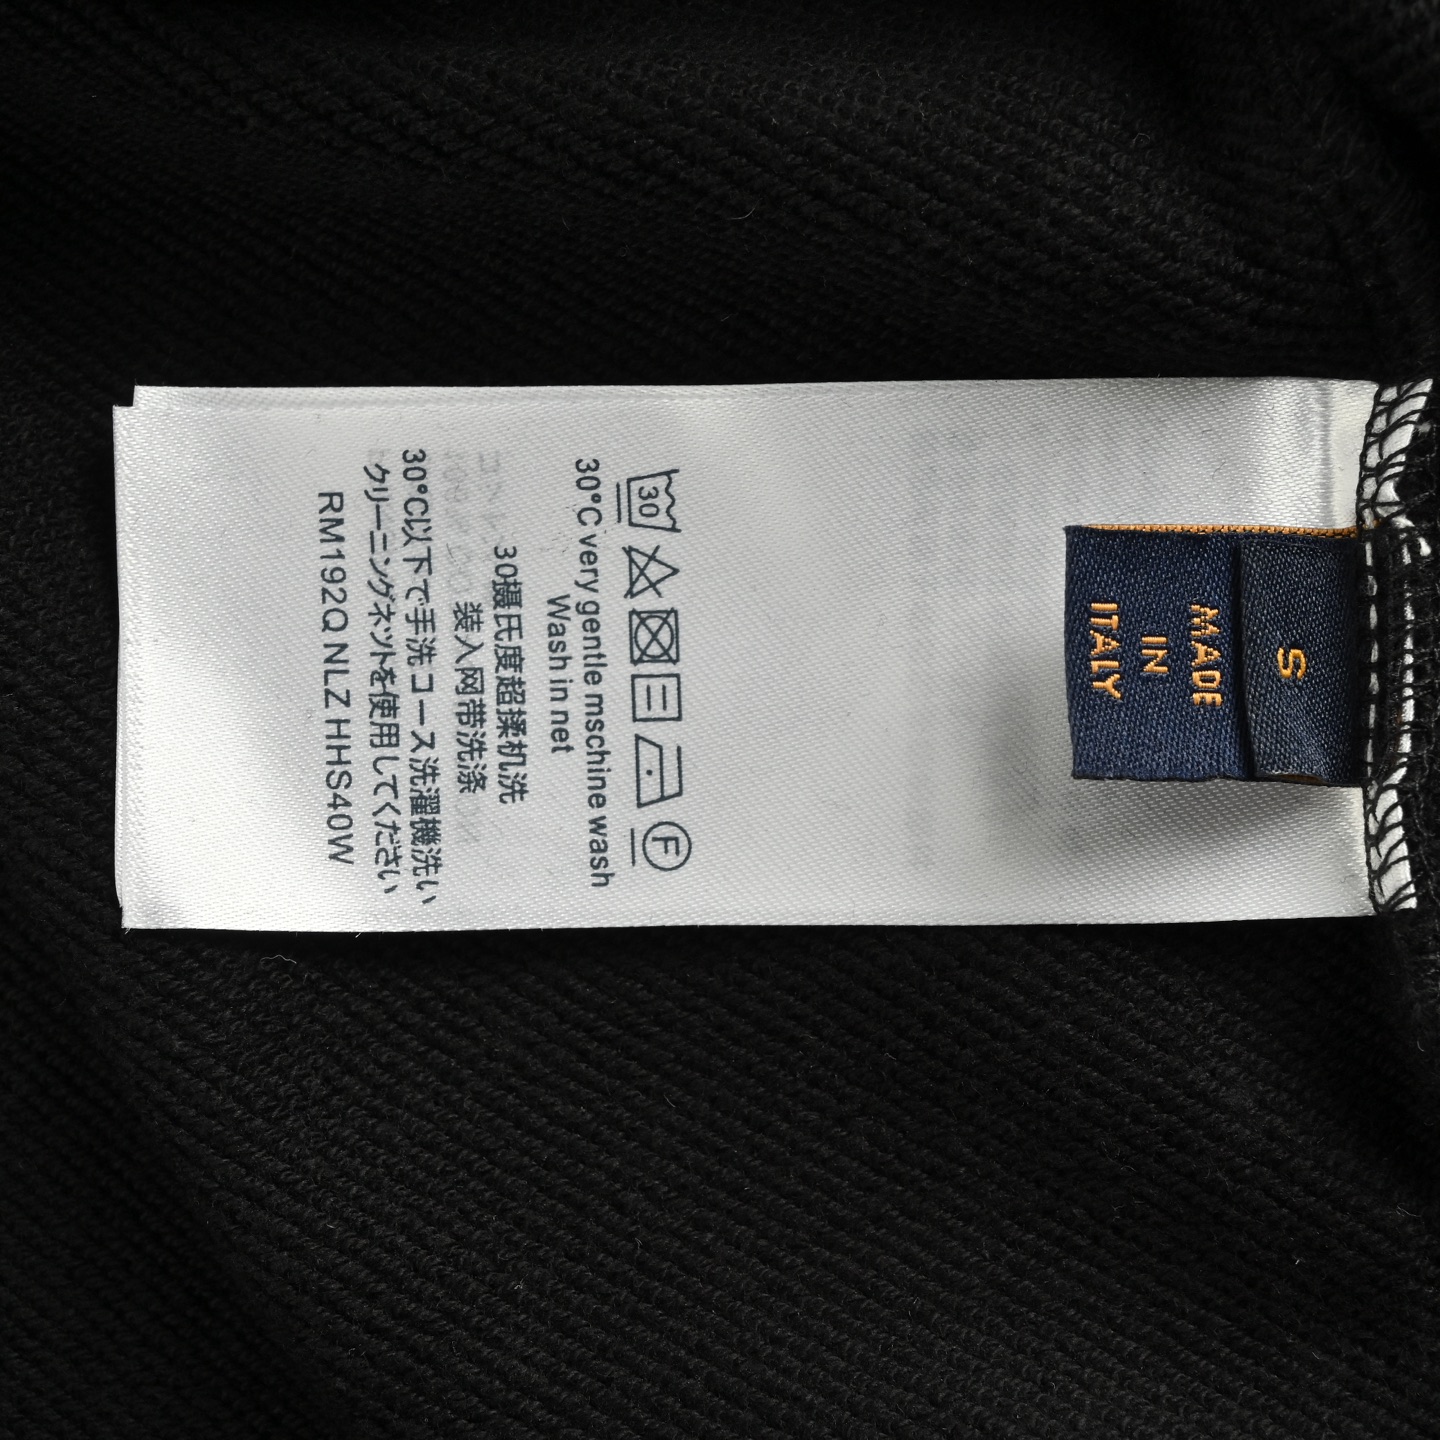 S
MADE
IN
ITALY
30
F
30°C very gentle mschine wash
Wash in net
30摄氏度超揉机洗
装入网带洗涤
30°C以下で手洗コース洗濯機洗い
クリーニングネットを使用してください
RM192Q NLZ HHS40W